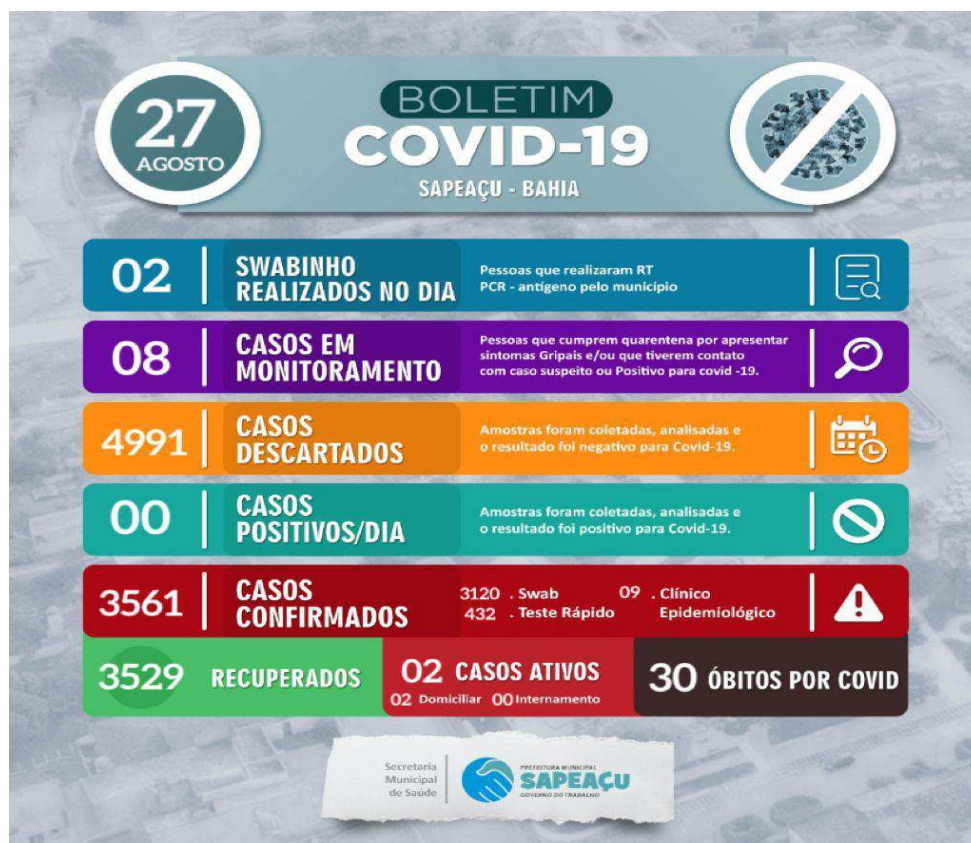 27
AGOSTO
BOLETIM
COVID-19
SAPEAÇU - BAHIA
02
SWABINHO
REALIZADOS NO DIA
Pessoas que realizaram RT
PCR - antígeno pelo município
08
CASOS EM
MONITORAMENTO
Pessoas que cumprem quarentena por apresentar
sintomas Gripais e/ou que tiverem contato
com caso suspeito ou Positivo para covid -19.
4991
CASOS
DESCARTADOS
Amostras foram coletadas, analisadas e
o resultado foi negativo para Covid-19.
00
CASOS
POSITIVOS/DIA
Amostras foram coletadas, analisadas e
o resultado foi positivo para Covid-19.
3561
CASOS
CONFIRMADOS
3120 . Swab
432 . Teste Rápido
09 . Clínico
Epidemiológico
3529 RECUPERADOS
02 CASOS ATIVOS
02 Domiciliar 00 Internamento
30 ÓBITOS POR COVID
Secretaria
Municipal
de Saúde
PREFEITURA MUNICIPAL
SAPEAÇU
GOVERNO DO TRABALHO